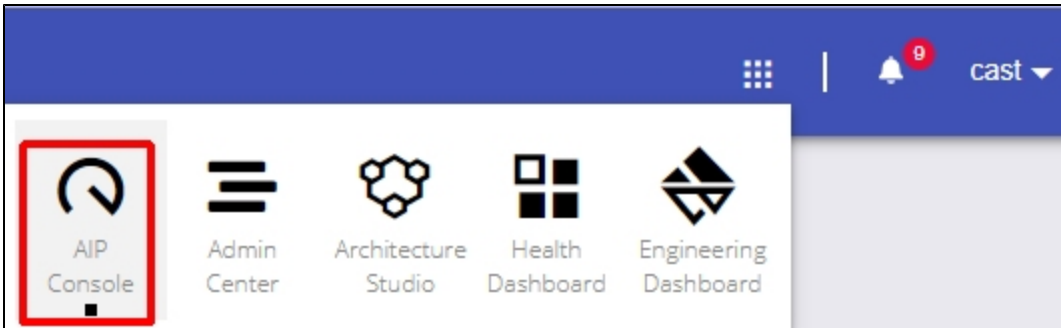 9
cast
AIP Admin Architecture Health Engineering
Console Center Studio Dashboard Dashboard